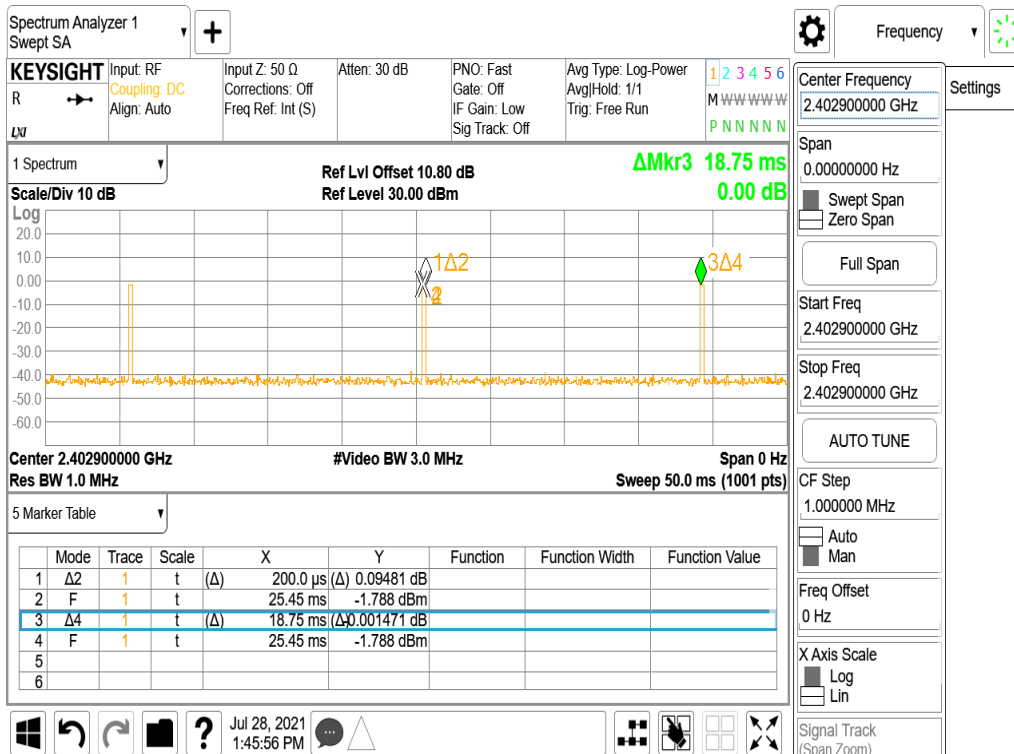 Spectrum Analyzer 1
Swept SA
Frequency
KEYSIGHT
R
LXI
Input: RF
Coupling: DC
Align: Auto
Input Z: 50 Ω
Corrections: Off
Freq Ref: Int (S)
Atten: 30 dB
PNO: Fast
Gate: Off
IF Gain: Low
Sig Track: Off
Avg Type: Log-Power
Avg|Hold: 1/1
Trig: Free Run
1 2 3 4 5 6
M W W W W W
P N N N N N
Center Frequency
2.402900000 GHz
Settings
Span
0.00000000 Hz
Swept Span
Zero Span
Full Span
Start Freq
2.402900000 GHz
Stop Freq
2.402900000 GHz
AUTO TUNE
CF Step
1.000000 MHz
Auto
Man
Freq Offset
0 Hz
X Axis Scale
Log
Lin
Signal Track
(Span Zoom)
1 Spectrum
Scale/Div 10 dB
Ref Lvl Offset 10.80 dB
Ref Level 30.00 dBm
ΔMkr3 18.75 ms
0.00 dB
Log
20.0
10.0
0.00
-10.0
-20.0
-30.0
-40.0
-50.0
-60.0
1Δ2
3Δ4
Center 2.402900000 GHz
#Video BW 3.0 MHz
Span 0 Hz
Res BW 1.0 MHz
Sweep 50.0 ms (1001 pts)
5 Marker Table
Mode Trace Scale X Y Function Function Width Function Value
1 Δ2 1 t (Δ) 200.0 µs (Δ) 0.09481 dB
2 F 1 t 25.45 ms -1.788 dBm
3 Δ4 1 t (Δ) 18.75 ms (Δ) -0.001471 dB
4 F 1 t 25.45 ms -1.788 dBm
5
6
?
Jul 28, 2021
1:45:56 PM